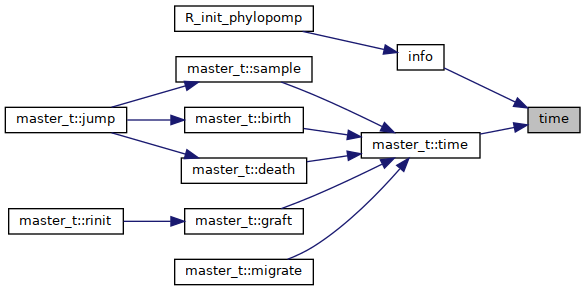 R_init_phylopomp
info
master_t::sample
time
master_t::jump
master_t::birth
master_t::time
master_t::death
master_t::rinit
master_t::graft
master_t::migrate